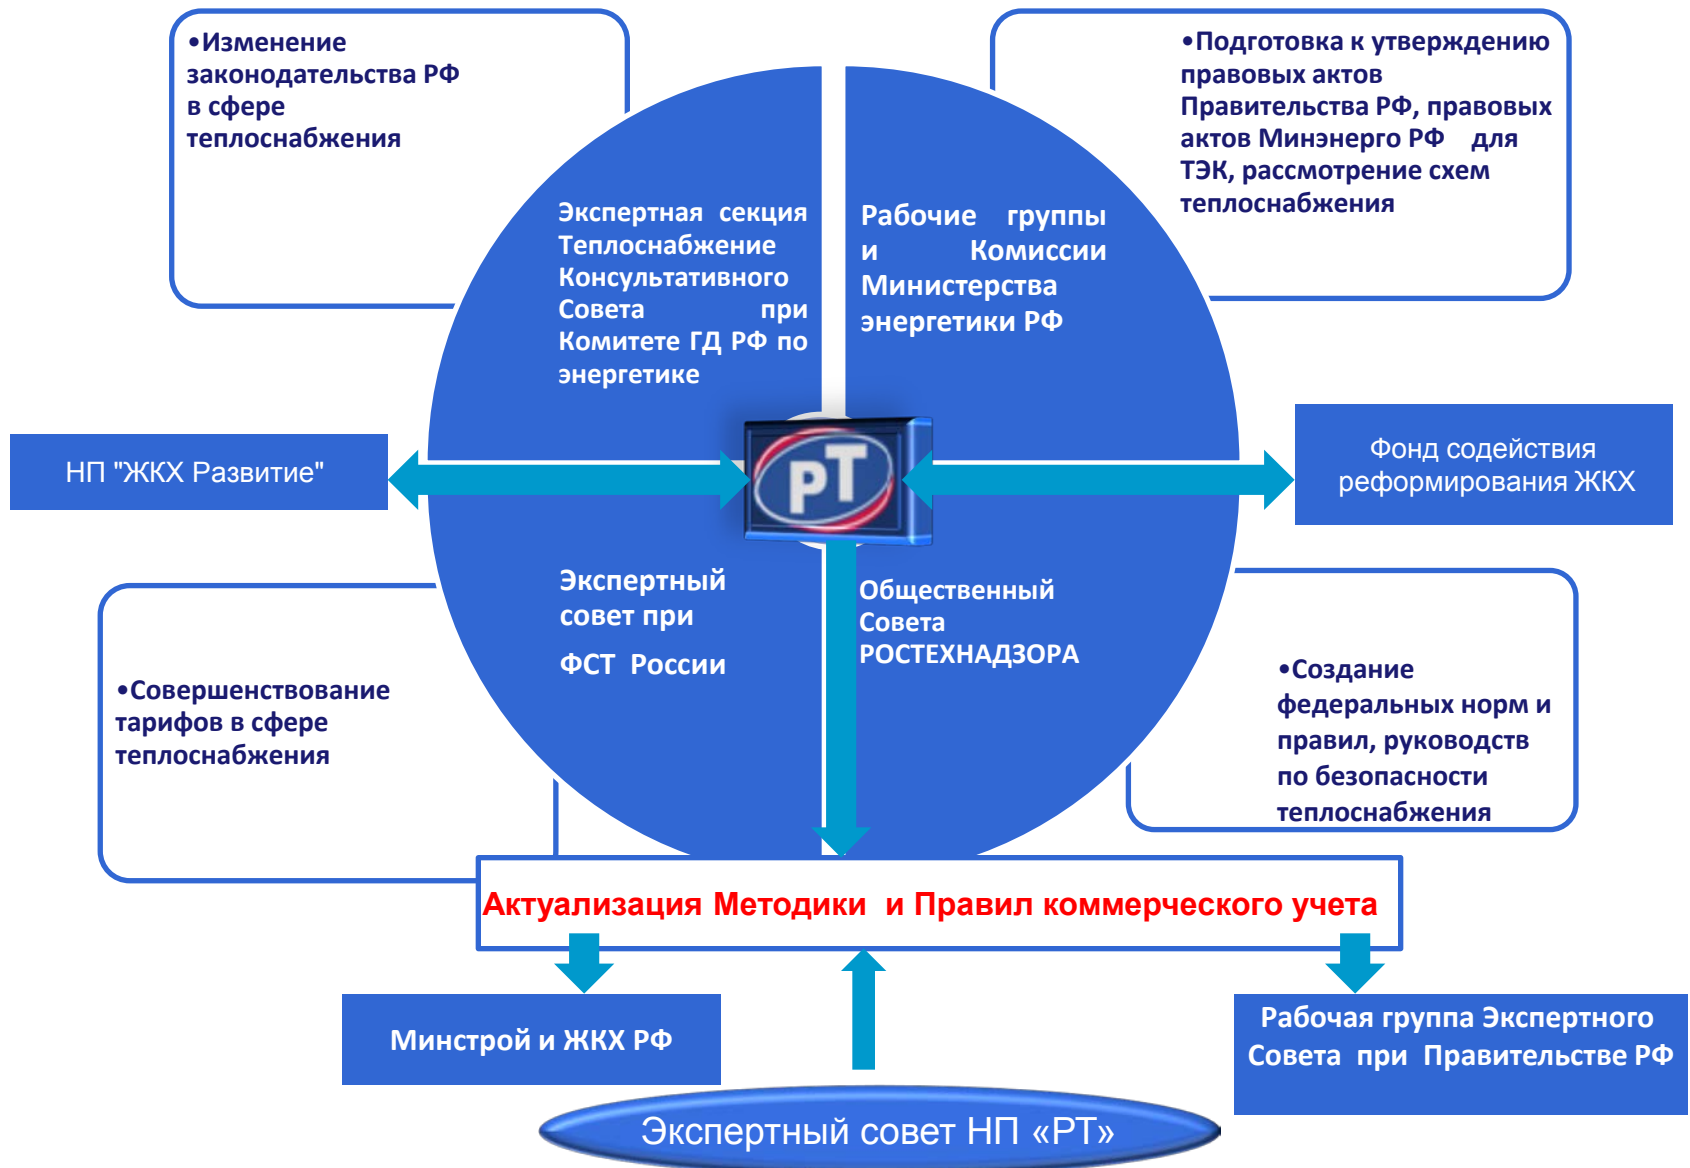 •Изменение
законодательства РФ
в сфере
теплоснабжения
•Подготовка к утверждению
правовых актов
Правительства РФ, правовых
актов Минэнерго РФ для
ТЭК, рассмотрение схем
теплоснабжения
Экспертная секция
Теплоснабжение
Консультативного
Совета при
Комитете ГД РФ по
энергетике
Рабочие группы
и Комиссии
Министерства
энергетики РФ
НП "ЖКХ Развитие"
РТ
Фонд содействия
реформирования ЖКХ
Экспертный
совет при
ФСТ России
Общественный
Совета
РОСТЕХНАДЗОРА
•Совершенствование
тарифов в сфере
теплоснабжения
•Создание
федеральных норм и
правил, руководств
по безопасности
теплоснабжения
Актуализация Методики и Правил коммерческого учета
Минстрой и ЖКХ РФ
Рабочая группа Экспертного
Совета при Правительстве РФ
Экспертный совет НП «РТ»